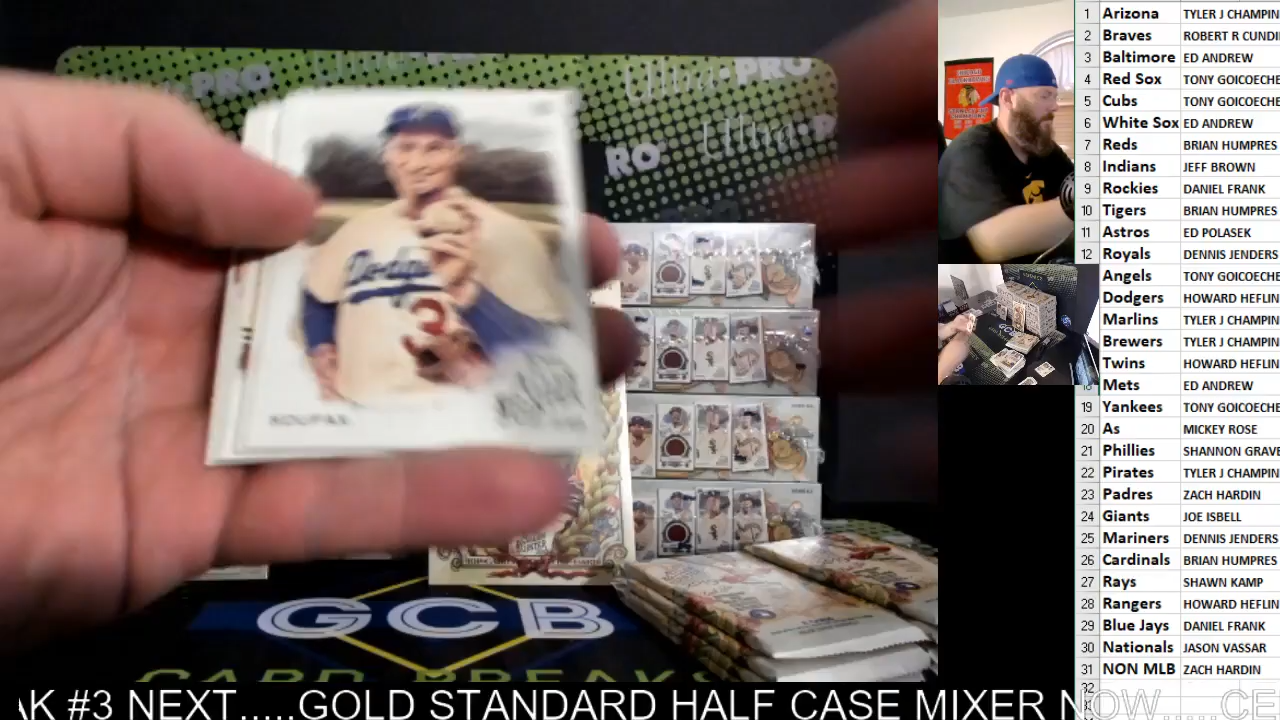 Ultra PRO
PRO
Ultra
RO
Dodge
3
KOUFAX
GCB
CARD BREAKS
GCB
1 Arizona TYLER J CHAMPIN
2 Braves ROBERT R CUNDI
3 Baltimore ED ANDREW
4 Red Sox TONY GOICOECHE
5 Cubs TONY GOICOECHE
6 White Sox ED ANDREW
7 Reds BRIAN HUMPRES
8 Indians JEFF BROWN
9 Rockies DANIEL FRANK
10 Tigers BRIAN HUMPRES
11 Astros ED POLASEK
12 Royals DENNIS JENDERS
Angels TONY GOICOECHE
Dodgers HOWARD HEFLIN
Marlins TYLER J CHAMPIN
Brewers TYLER J CHAMPIN
Twins HOWARD HEFLIN
Mets ED ANDREW
19 Yankees TONY GOICOECHE
20 As MICKEY ROSE
21 Phillies SHANNON GRAVE
22 Pirates TYLER J CHAMPIN
23 Padres ZACH HARDIN
24 Giants JOE ISBELL
25 Mariners DENNIS JENDERS
26 Cardinals BRIAN HUMPRES
27 Rays SHAWN KAMP
28 Rangers HOWARD HEFLIN
29 Blue Jays DANIEL FRANK
30 Nationals JASON VASSAR
31 NON MLB ZACH HARDIN
32
AK #3 NEXT.....GOLD STANDARD HALF CASE MIXER NOW.....CE